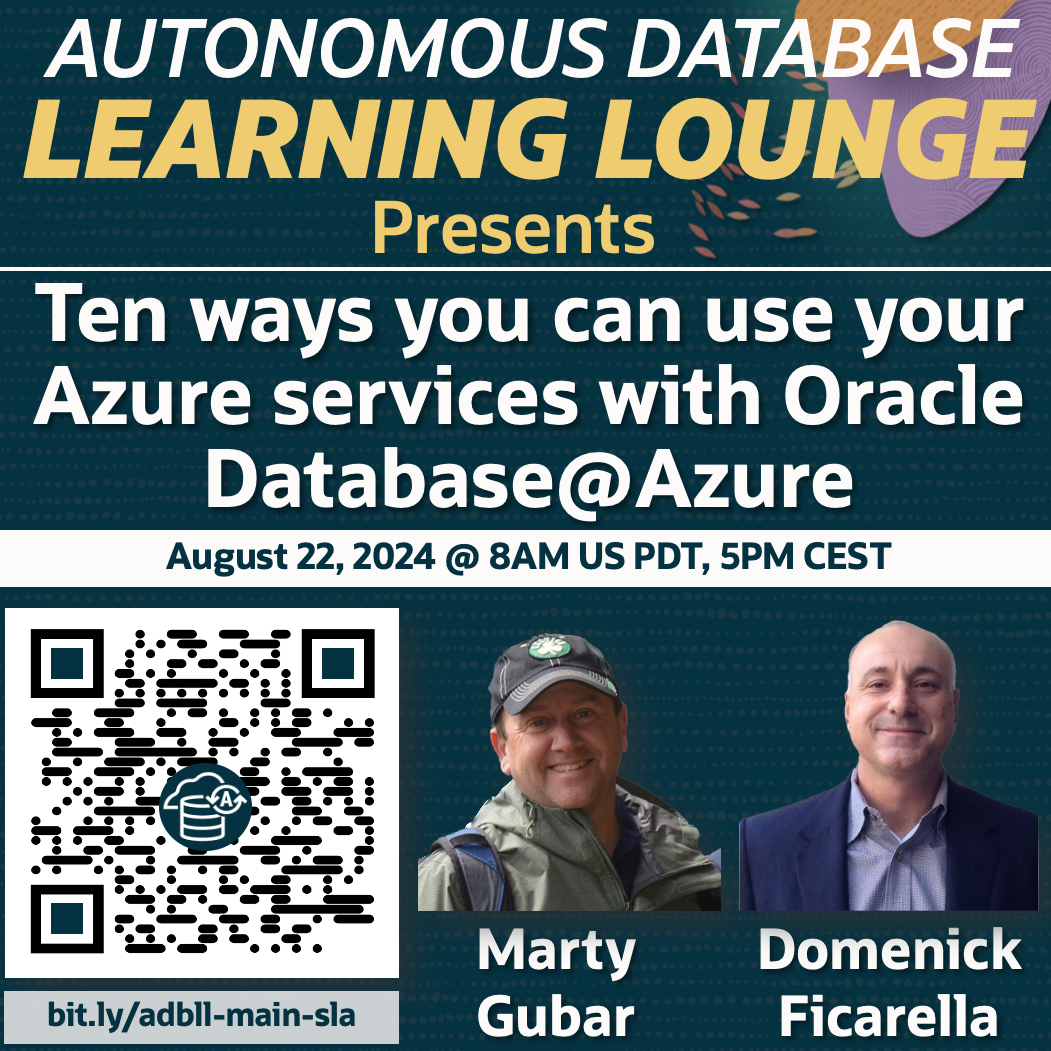 AUTONOMOUS DATABASE
LEARNING LOUNGE
Presents
Ten ways you can use your
Azure services with Oracle
Database@Azure
August 22, 2024 @ 8AM US PDT, 5PM CEST
A
bit.ly/adbll-main-sla
Marty
Gubar
Domenick
Ficarella